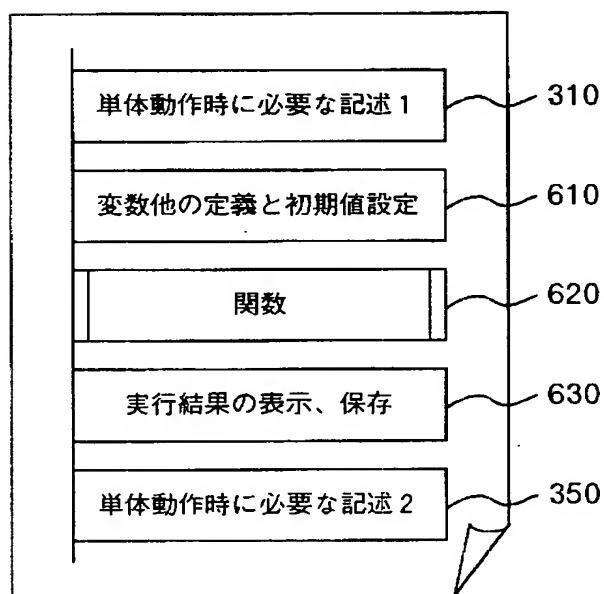 単体動作時に必要な記述1 310
変数他の定義と初期値設定 610
関数 620
実行結果の表示、保存 630
単体動作時に必要な記述2 350